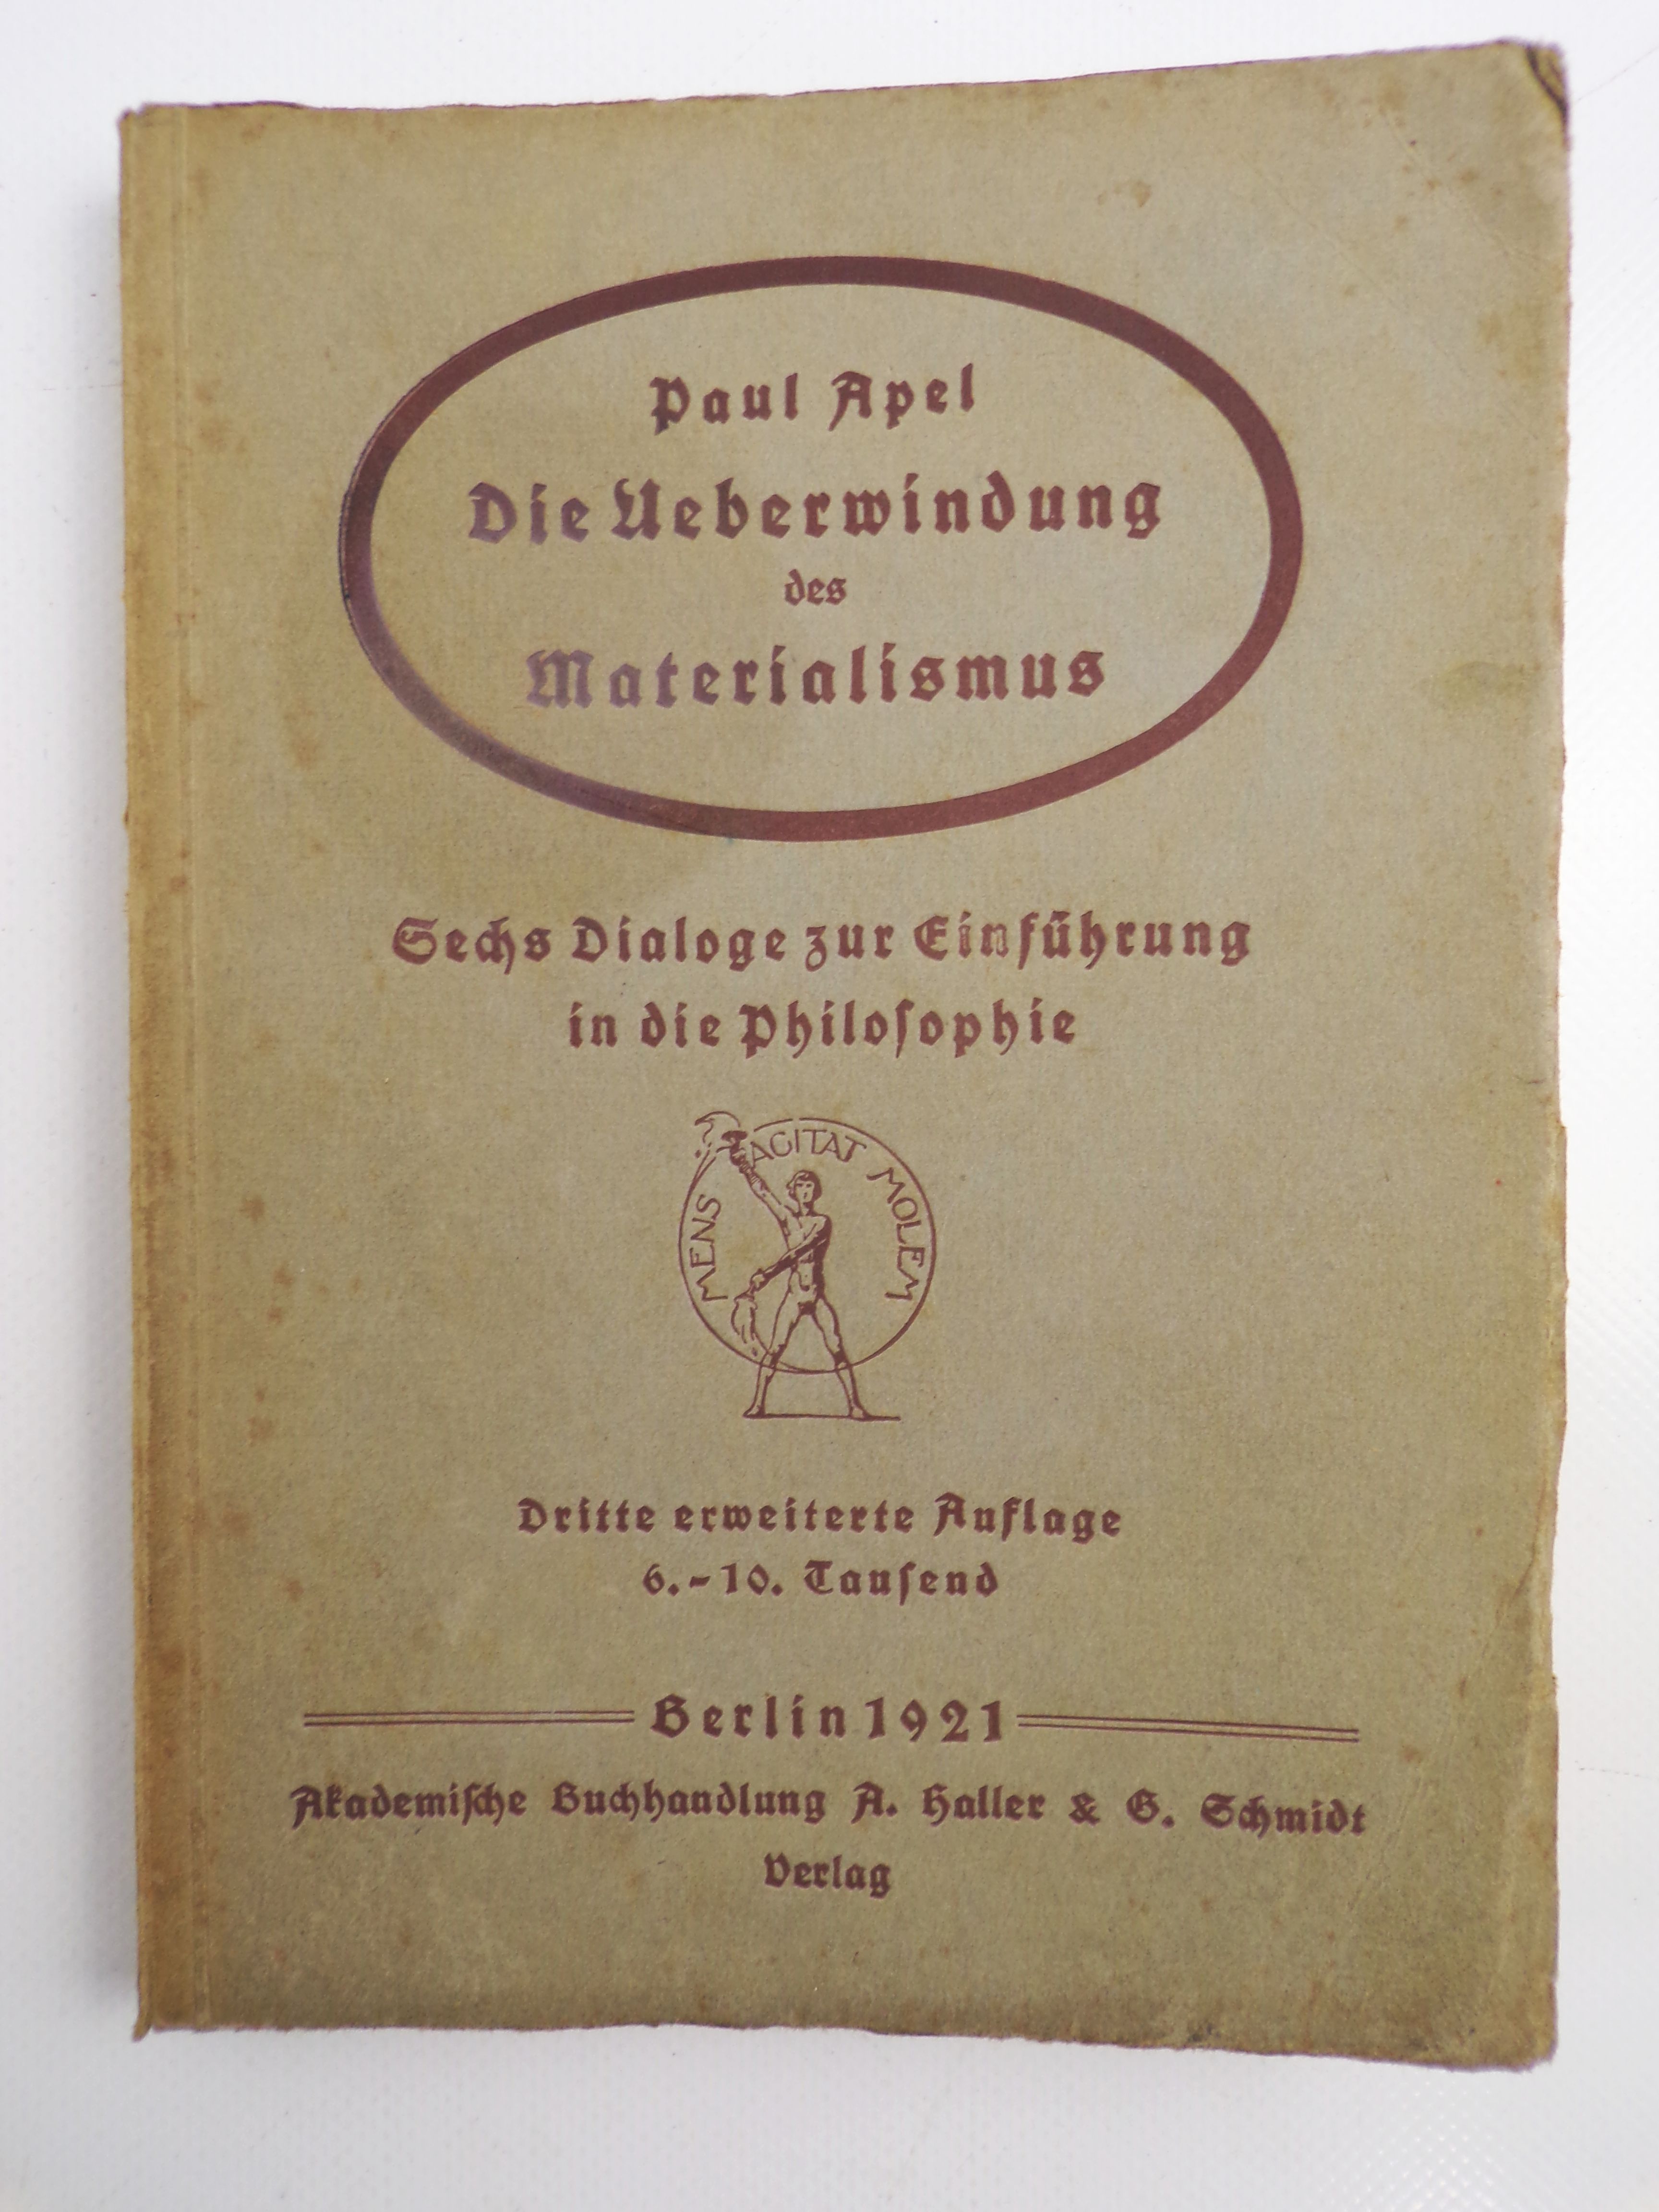 Paul Apel
Die Ueberwindung
des
Materialismus
Sechs Dialoge zur Einführung
in die Philoſophie
MENS AGITAT MOLEM
Dritte erweiterte Auflage
6.-10. Tauſend
Berlin 1921
Akademiſche Buchhandlung A. Haller & G. Schmidt
Verlag